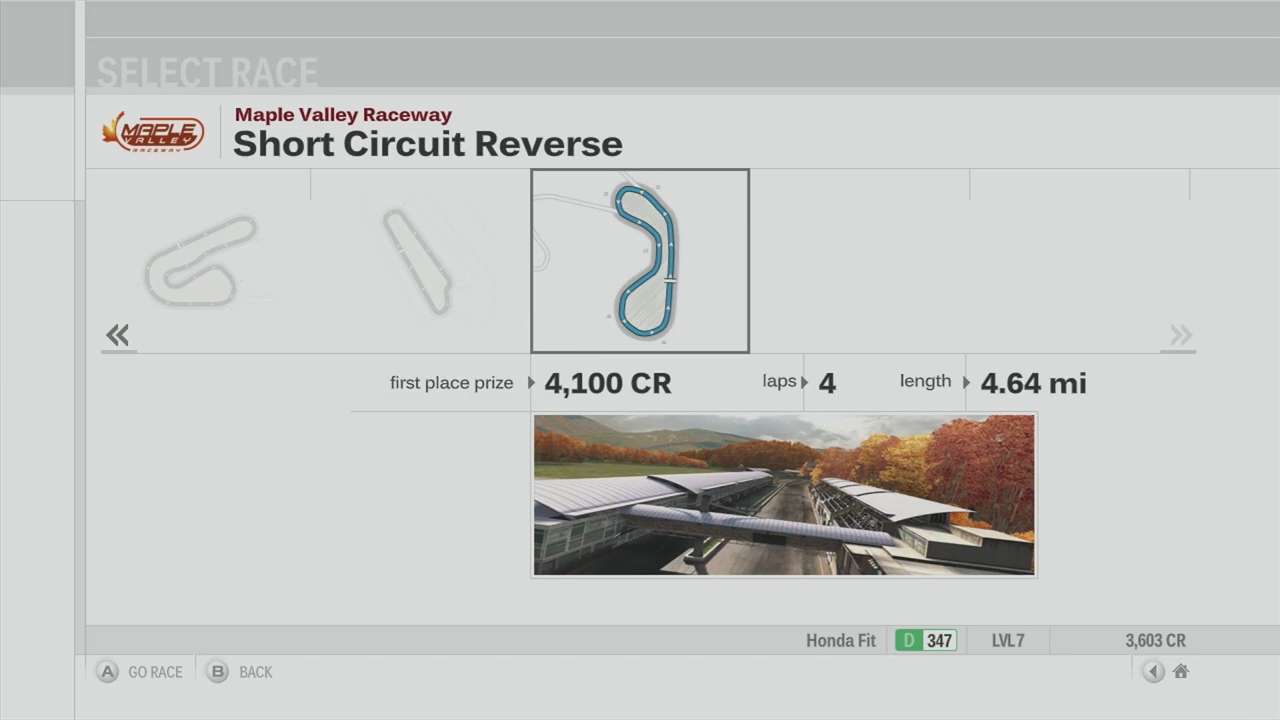 SELECT RACE
MAPLE
VALLEY
RACEWAY
Maple Valley Raceway
Short Circuit Reverse
first place prize
4,100 CR
laps
4
length
4.64 mi
Honda Fit
D 347
LVL7
3,603 CR
A GO RACE
B BACK